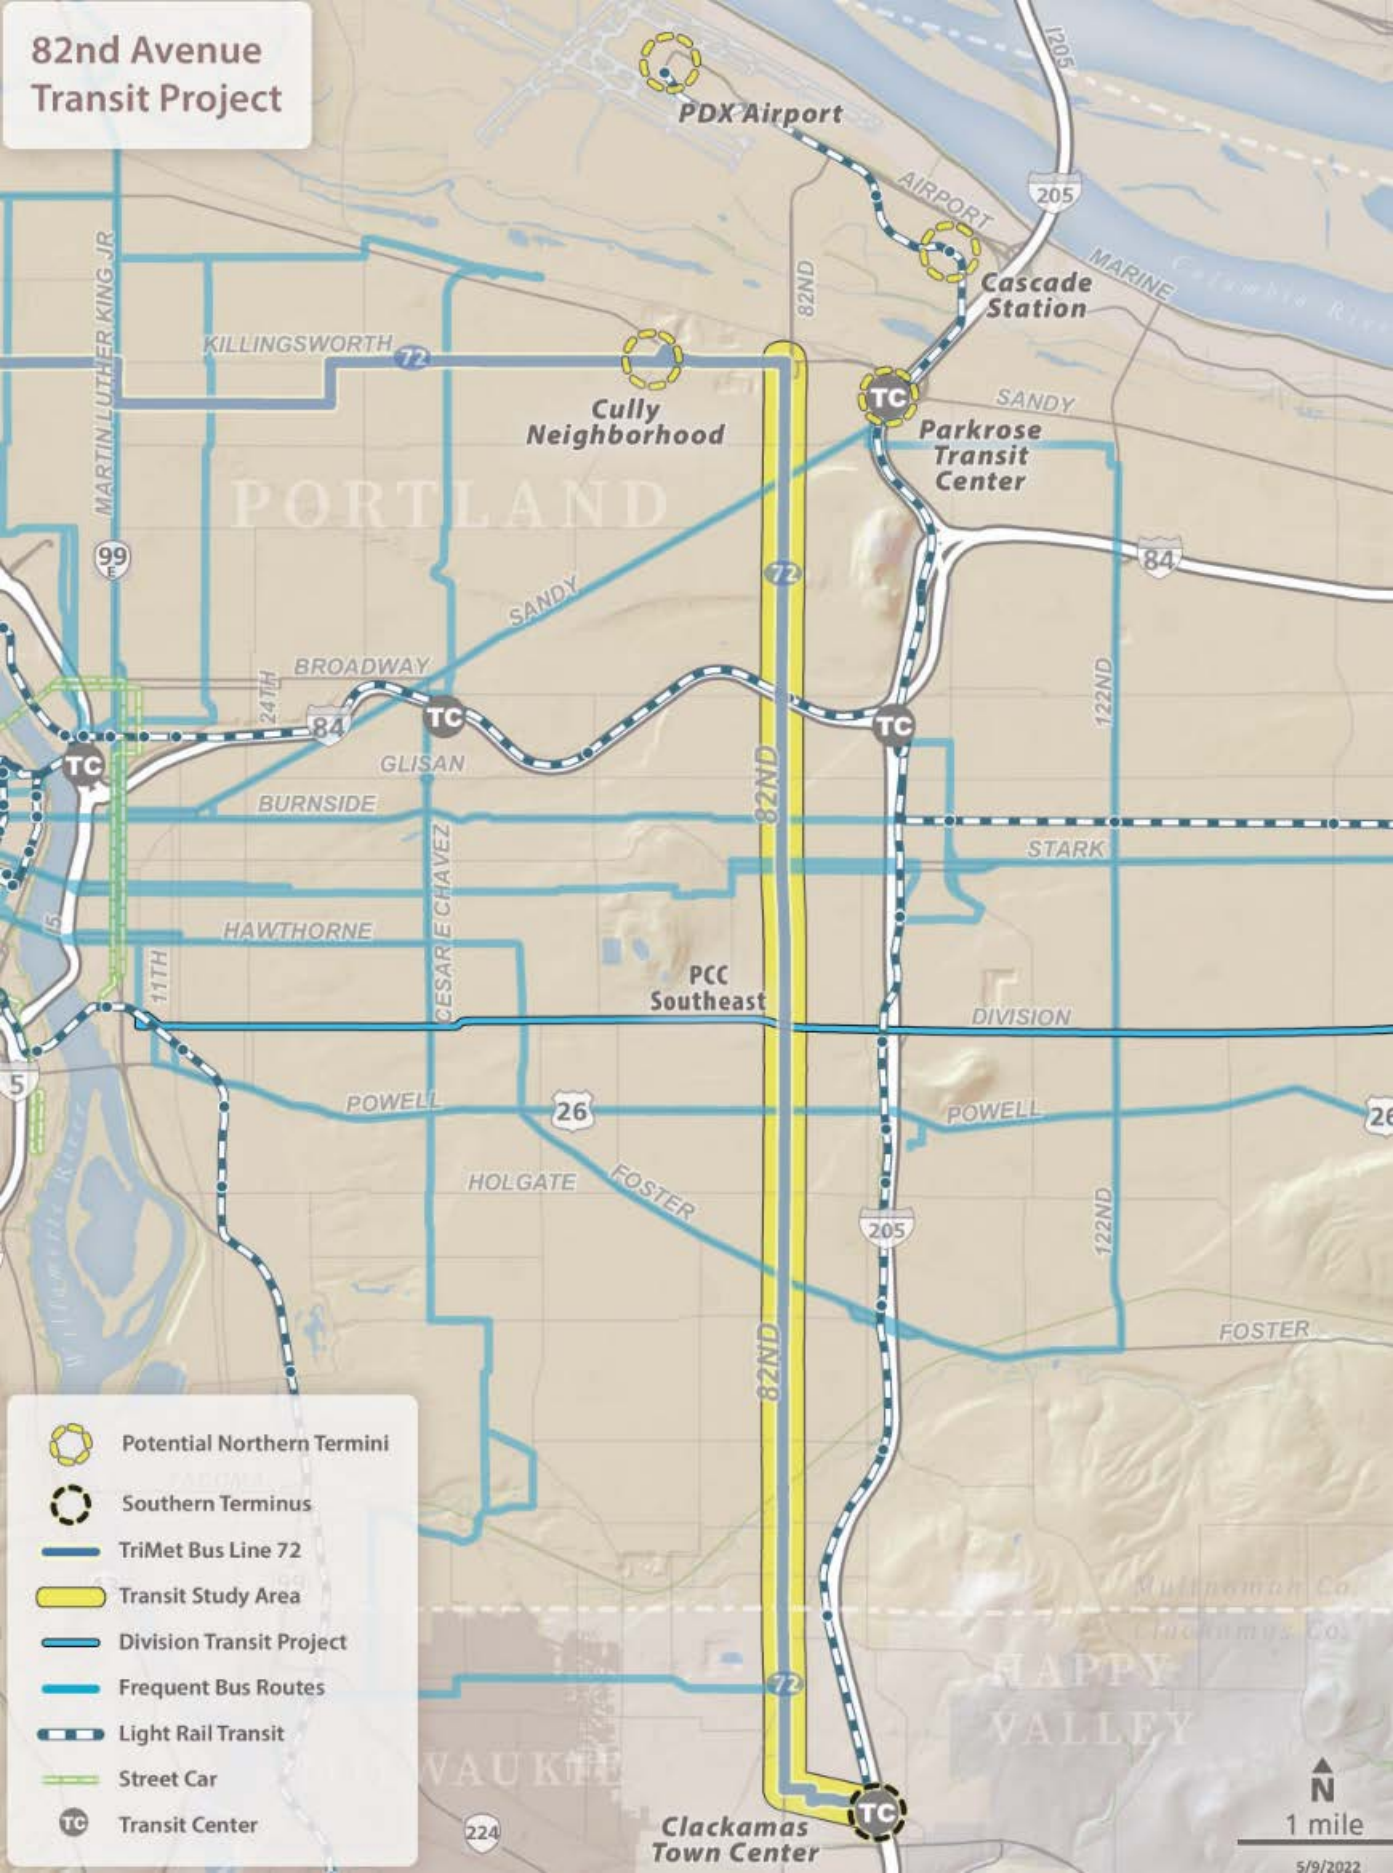 82nd Avenue
Transit Project
I205
PDX Airport
AIRPORT
205
MARINE
Columbia River
82ND
Cascade
Station
MARTIN LUTHER KING JR
KILLINGSWORTH
72
TC
SANDY
Cully
Neighborhood
Parkrose
Transit
Center
PORTLAND
99
E
84
72
SANDY
BROADWAY
24TH
122ND
84
TC
TC
TC
GLISAN
82ND
BURNSIDE
CESAR E CHAVEZ
STARK
I5
HAWTHORNE
11TH
PCC
Southeast
DIVISION
5
POWELL
26
POWELL
26
Willamette River
HOLGATE
FOSTER
122ND
205
FOSTER
82ND
Potential Northern Termini
Southern Terminus
TriMet Bus Line 72
Transit Study Area
Division Transit Project
Frequent Bus Routes
Light Rail Transit
Street Car
TC
Transit Center
Multnomah Co.
Clackamas Co.
72
HAPPY
VALLEY
224
Clackamas
Town Center
TC
N
1 mile
5/9/2022